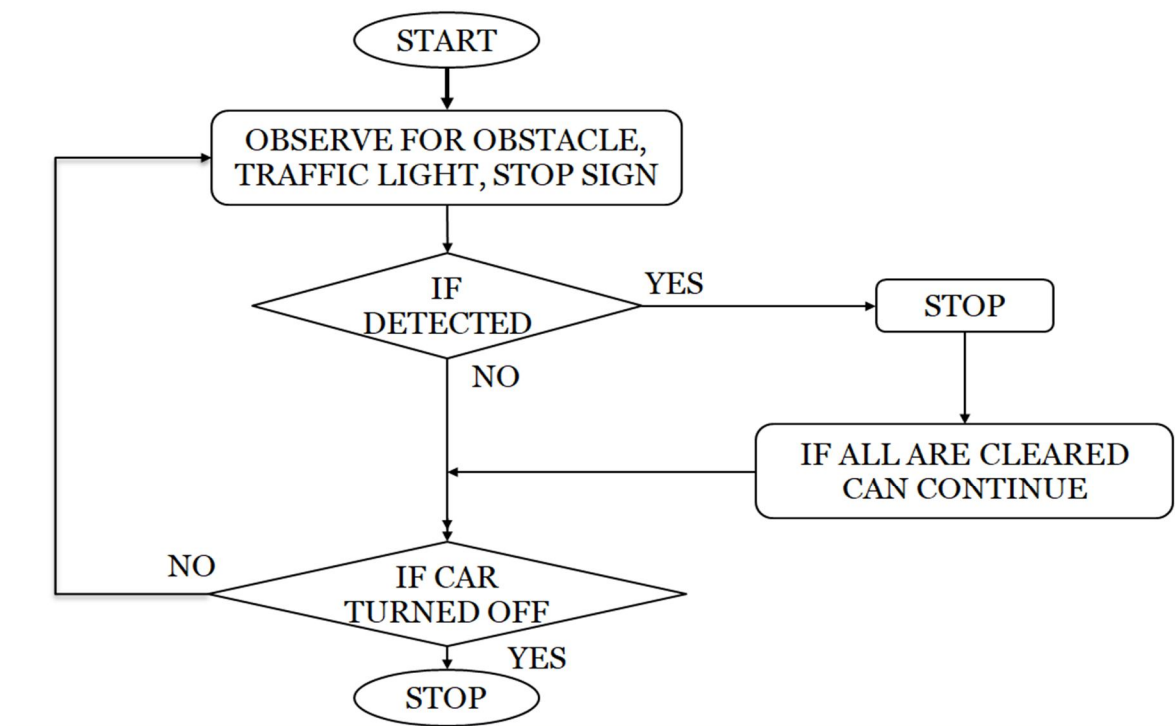 START
OBSERVE FOR OBSTACLE,
TRAFFIC LIGHT, STOP SIGN
IF
DETECTED
YES
STOP
NO
IF ALL ARE CLEARED
CAN CONTINUE
NO
IF CAR
TURNED OFF
YES
STOP